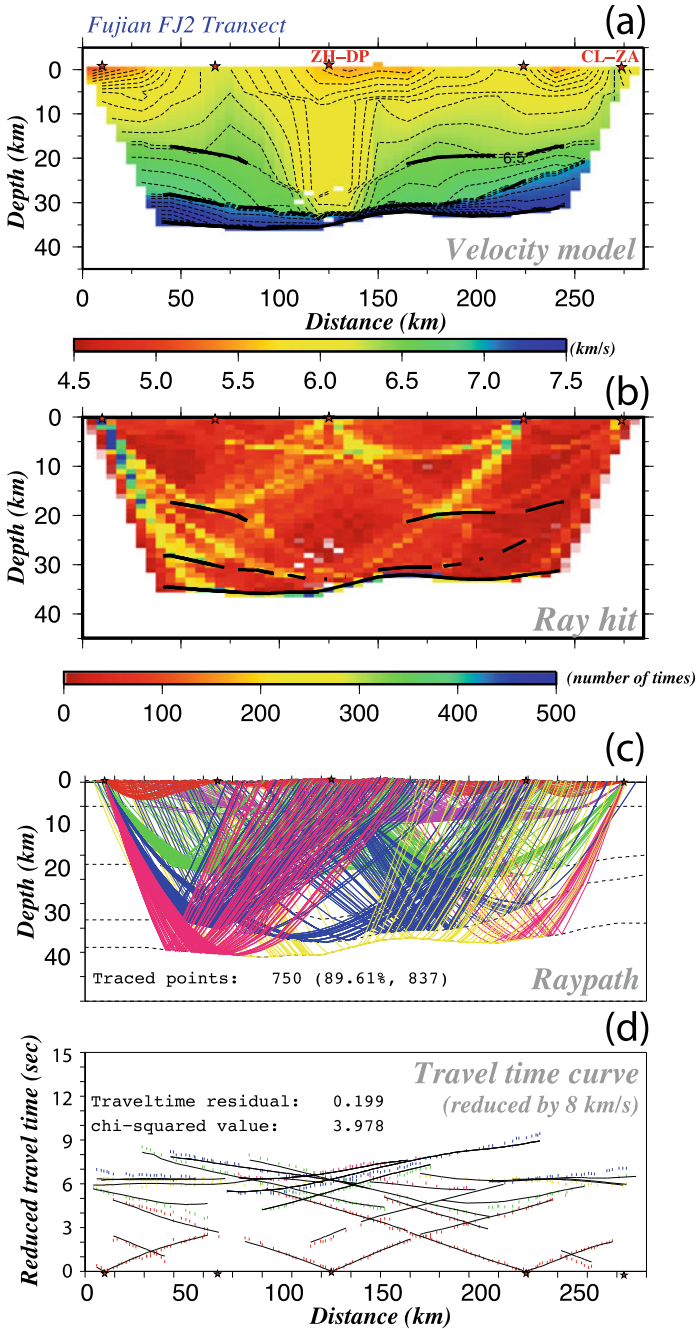 (a)
Fujian FJ2 Transect
ZH–DP CL–ZA
0
10
20
30
40
Depth (km)
6.5
Velocity model
0 50 100 150 200 250
Distance (km)
(km/s)
4.5 5.0 5.5 6.0 6.5 7.0 7.5
(b)
0
10
20
30
40
Depth (km)
Ray hit
(number of times)
0 100 200 300 400 500
(c)
0
10
20
30
40
Depth (km)
Traced points: 750 (89.61%, 837)
Raypath
(d)
15
12
9
6
3
0
Reduced travel time (sec)
Travel time curve
(reduced by 8 km/s)
Traveltime residual: 0.199
chi-squared value: 3.978
0 50 100 150 200 250
Distance (km)